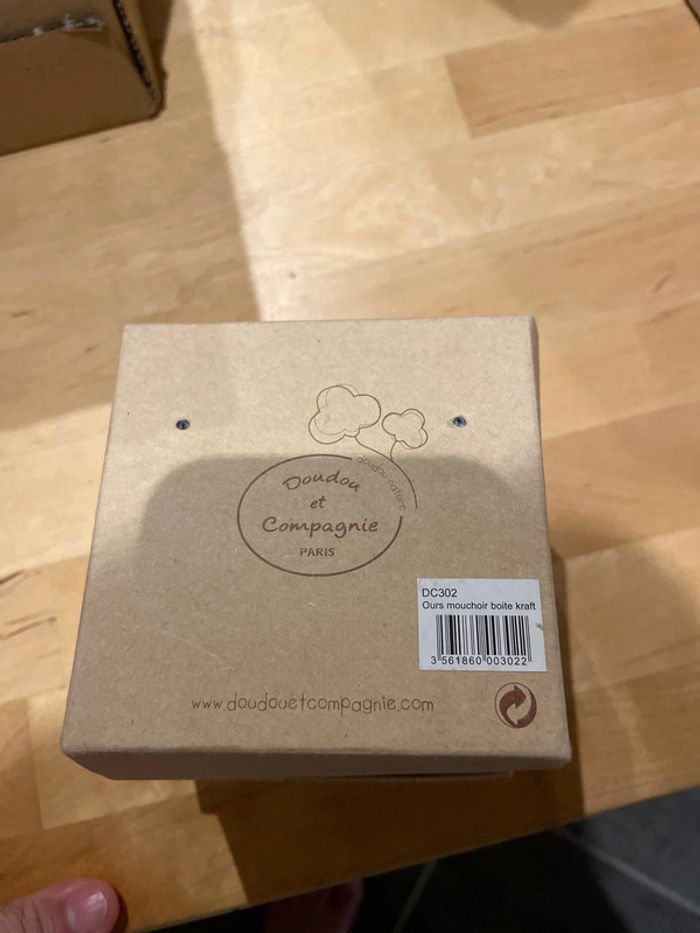 doudou nature
Doudou
et
Compagnie
PARIS
DC302
Ours mouchoir boite kraft
3 561860 003022
www.doudouetcompagnie.com